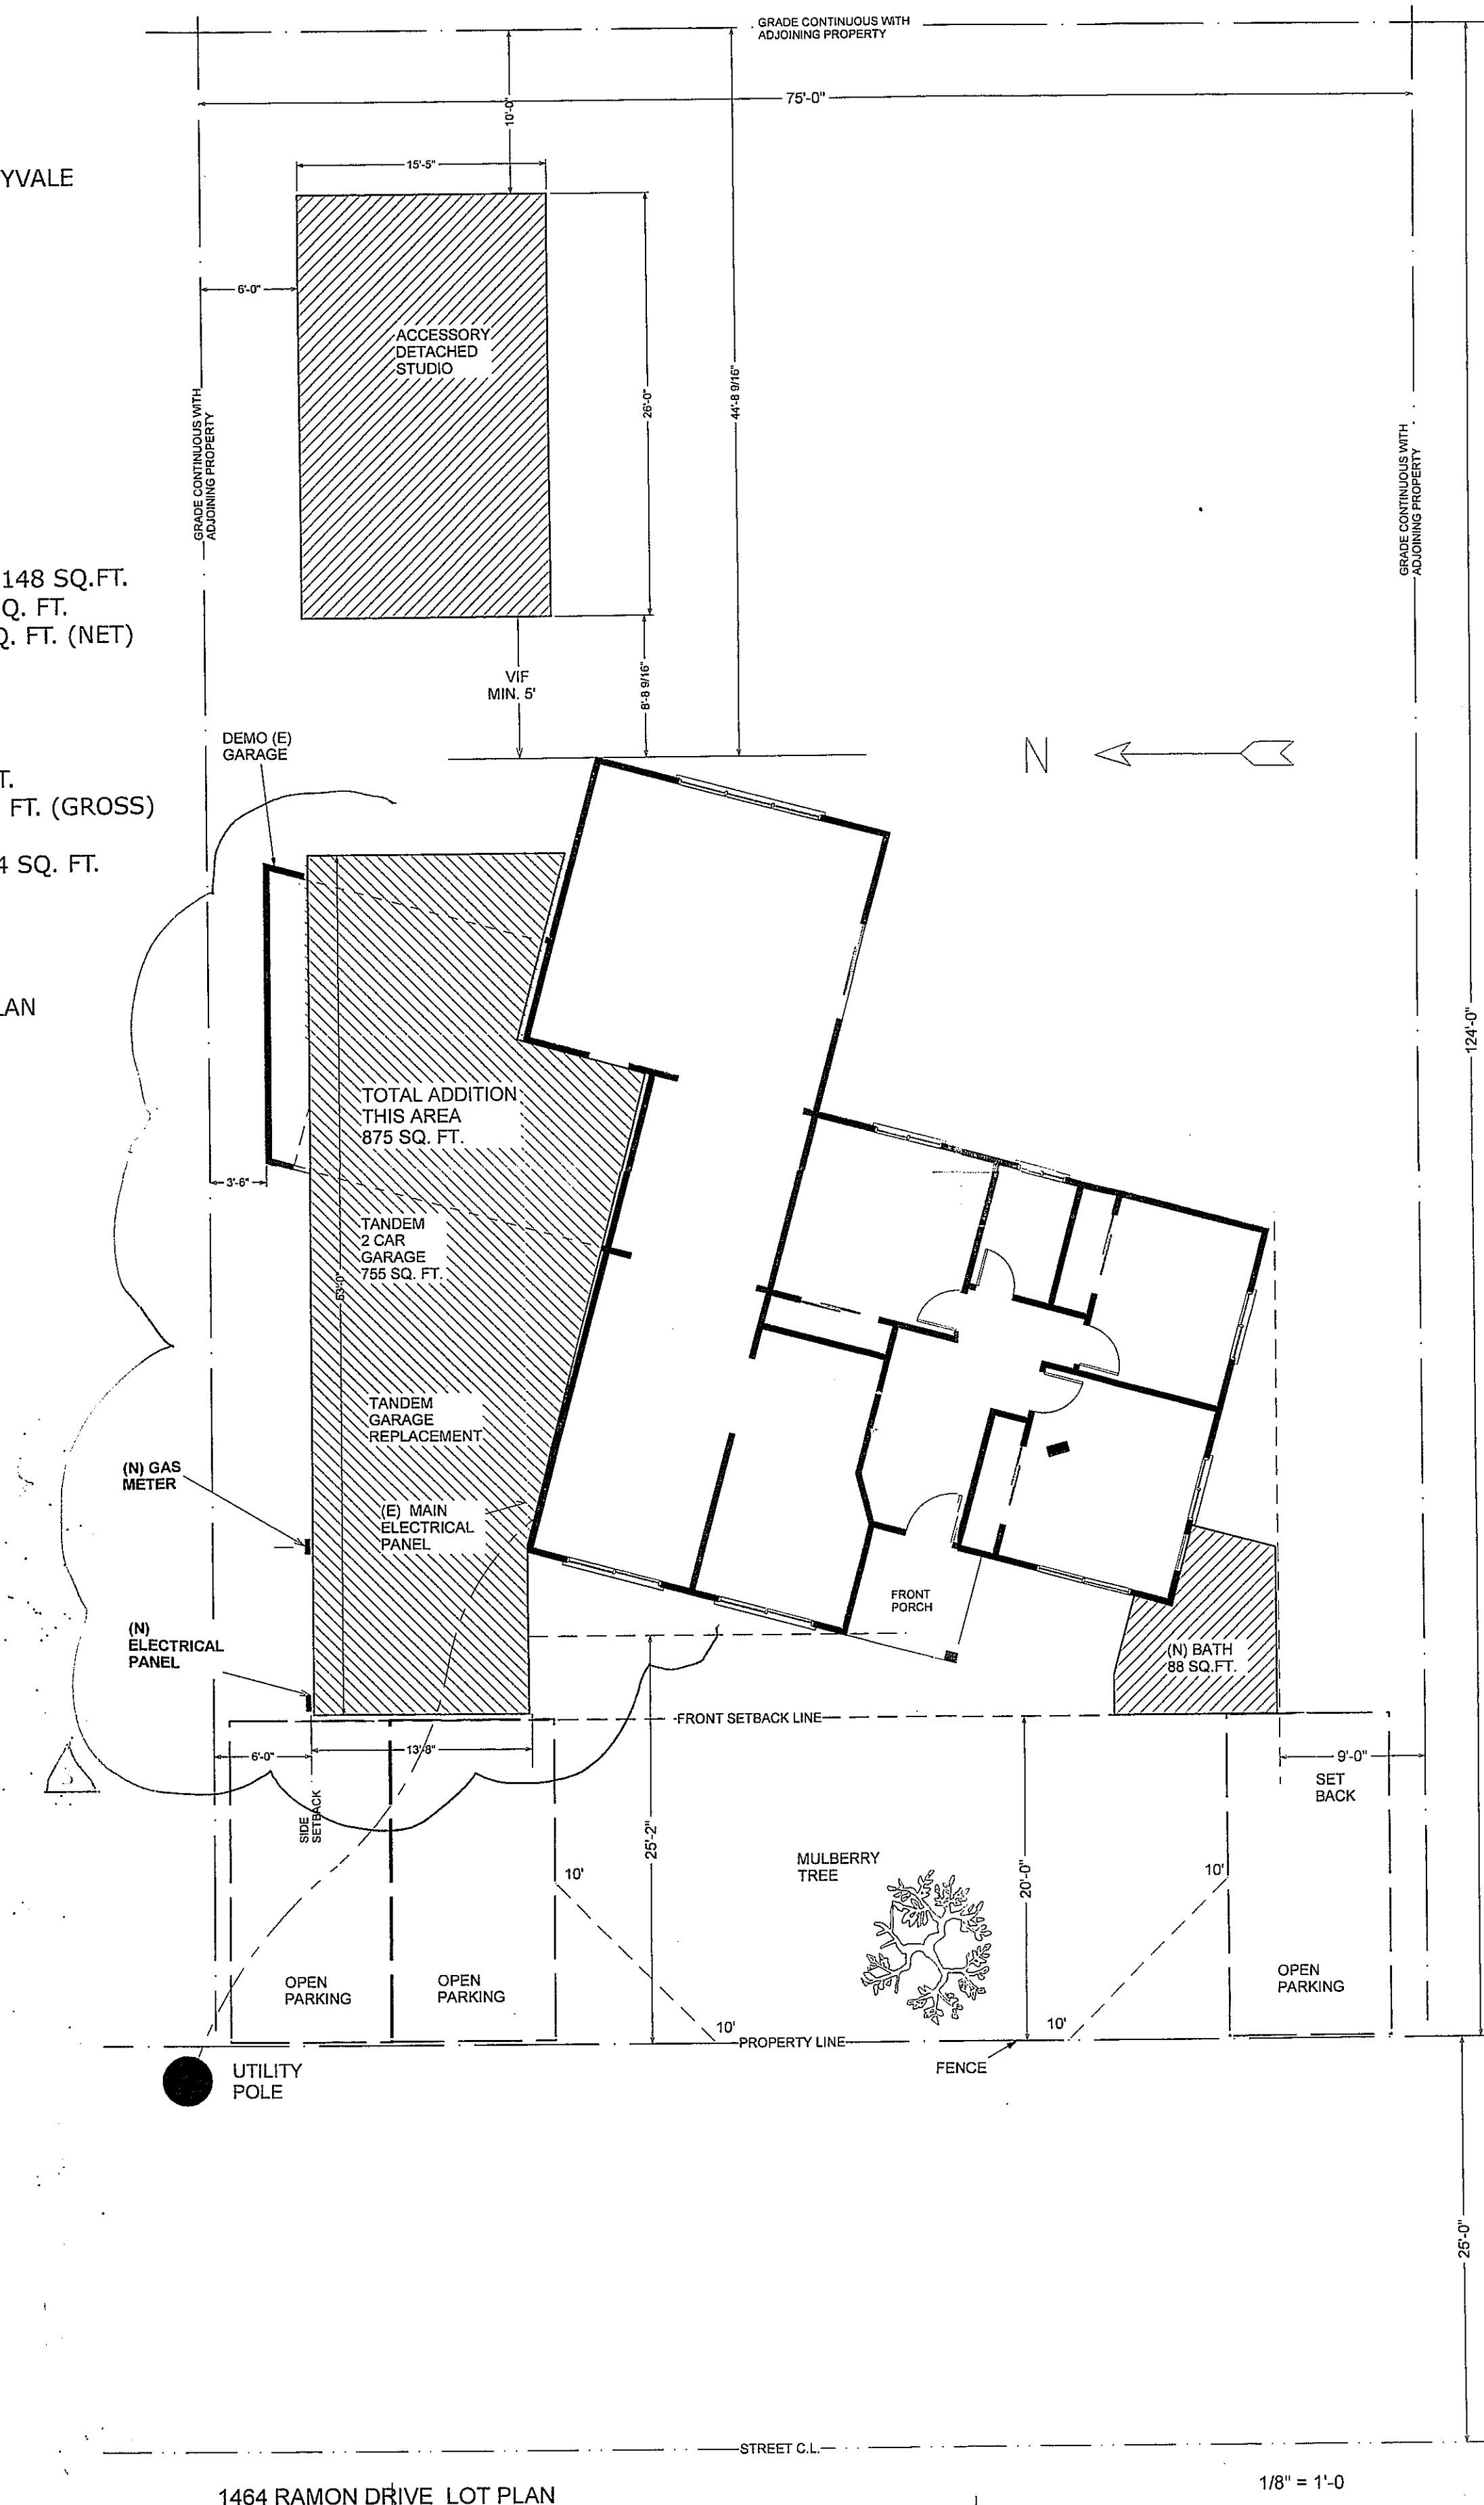 GRADE CONTINUOUS WITH
ADJOINING PROPERTY
75'-0"
10'-0"
15'-5"
YVALE
6'-0"
ACCESSORY
DETACHED
STUDIO
26'-0"
44'-8 9/16"
GRADE CONTINUOUS WITH
ADJOINING PROPERTY
GRADE CONTINUOUS WITH
ADJOINING PROPERTY
148 SQ.FT.
Q. FT.
Q. FT. (NET)
VIF
MIN. 5'
8'-8 9/16"
DEMO (E)
GARAGE
N
T.
FT. (GROSS)
4 SQ. FT.
LAN
124'-0"
TOTAL ADDITION
THIS AREA
875 SQ. FT.
3'-6"
TANDEM
2 CAR
GARAGE
755 SQ. FT.
53'-0"
TANDEM
GARAGE
REPLACEMENT
(N) GAS
METER
(E) MAIN
ELECTRICAL
PANEL
FRONT
PORCH
(N)
ELECTRICAL
PANEL
(N) BATH
88 SQ.FT.
FRONT SETBACK LINE
6'-0"
13'-8"
9'-0"
SET
BACK
SIDE
SETBACK
25'-2"
MULBERRY
TREE
20'-0"
10'
10'
OPEN
PARKING
OPEN
PARKING
OPEN
PARKING
10'
10'
PROPERTY LINE
FENCE
UTILITY
POLE
25'-0"
STREET C.L.
1464 RAMON DRIVE LOT PLAN
1/8" = 1'-0